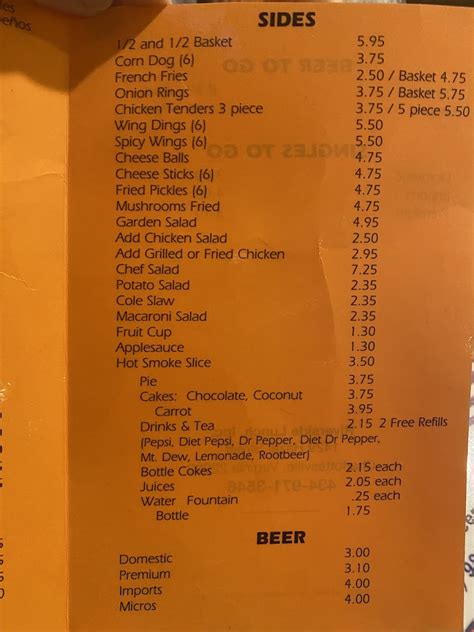 les
eños
SIDES
1/2 and 1/2 Basket 5.95
Corn Dog (6) 3.75
French Fries 2.50 / Basket 4.75
Onion Rings 3.75 / Basket 5.75
Chicken Tenders 3 piece 3.75 / 5 piece 5.50
Wing Dings (6) 5.50
Spicy Wings (6) 5.50
Cheese Balls 4.75
Cheese Sticks (6) 4.75
Fried Pickles (6) 4.75
Mushrooms Fried 4.75
Garden Salad 4.95
Add Chicken Salad 2.50
Add Grilled or Fried Chicken 2.95
Chef Salad 7.25
Potato Salad 2.35
Cole Slaw 2.35
Macaroni Salad 2.35
Fruit Cup 1.30
Applesauce 1.30
Hot Smoke Slice 3.50
Pie 3.75
Cakes: Chocolate, Coconut 3.75
Carrot 3.95
Drinks & Tea 2.15 2 Free Refills
(Pepsi, Diet Pepsi, Dr Pepper, Diet Dr Pepper,
Mt. Dew, Lemonade, Rootbeer)
Bottle Cokes 2.15 each
Juices 2.05 each
Water Fountain .25 each
Bottle 1.75
BEER
Domestic 3.00
Premium 3.10
Imports 4.00
Micros 4.00